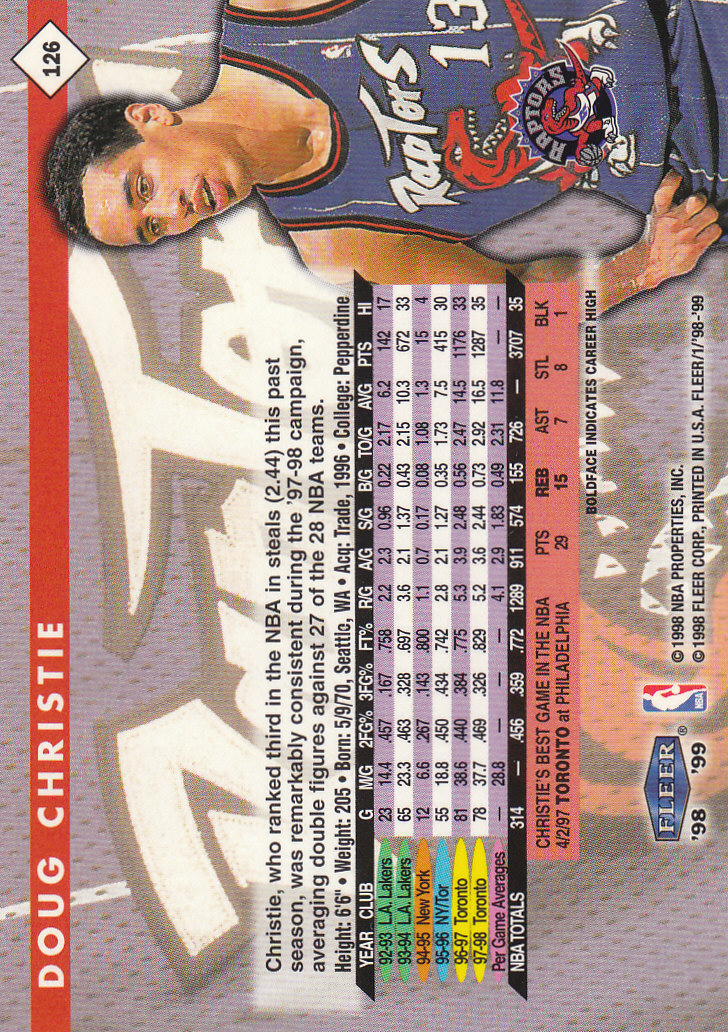 126
DOUG CHRISTIE
RAPTORS
13
RAPTORS
Christie, who ranked third in the NBA in steals (2.44) this past
season, was remarkably consistent during the '97-98 campaign,
averaging double figures against 27 of the 28 NBA teams.
Height: 6'6" • Weight: 205 • Born: 5/9/70, Seattle, WA • Acq: Trade, 1996 • College: Pepperdine
YEAR CLUB G M/G 2FG% 3FG% FT% R/G A/G S/G B/G TO/G AVG PTS HI
92-93 L.A. Lakers 23 14.4 .457 .167 .758 2.2 2.3 0.96 0.22 2.17 6.2 142 17
93-94 L.A. Lakers 65 23.3 .463 .328 .697 3.6 2.1 1.37 0.43 2.15 10.3 672 33
94-95 New York 12 6.6 .267 .143 .800 1.1 0.7 0.17 0.08 1.08 1.3 15 4
95-96 NY/Tor 55 18.8 .450 .434 .742 2.8 2.1 1.27 0.35 1.73 7.5 415 30
96-97 Toronto 81 38.6 .440 .384 .775 5.3 3.9 2.48 0.56 2.47 14.5 1176 33
97-98 Toronto 78 37.7 .469 .326 .829 5.2 3.6 2.44 0.73 2.92 16.5 1287 35
Per Game Averages — 28.8 — — — 4.1 2.9 1.83 0.49 2.31 11.8 — —
NBA TOTALS 314 — .456 .359 .772 1289 911 574 155 726 — 3707 35
CHRISTIE'S BEST GAME IN THE NBA PTS REB AST STL BLK
4/2/97 TORONTO at PHILADELPHIA 29 15 7 8 1
BOLDFACE INDICATES CAREER HIGH
FLEER®
'98 '99
NBA
© 1998 NBA PROPERTIES, INC.
© 1998 FLEER CORP., PRINTED IN U.S.A. FLEER/1/'98-'99